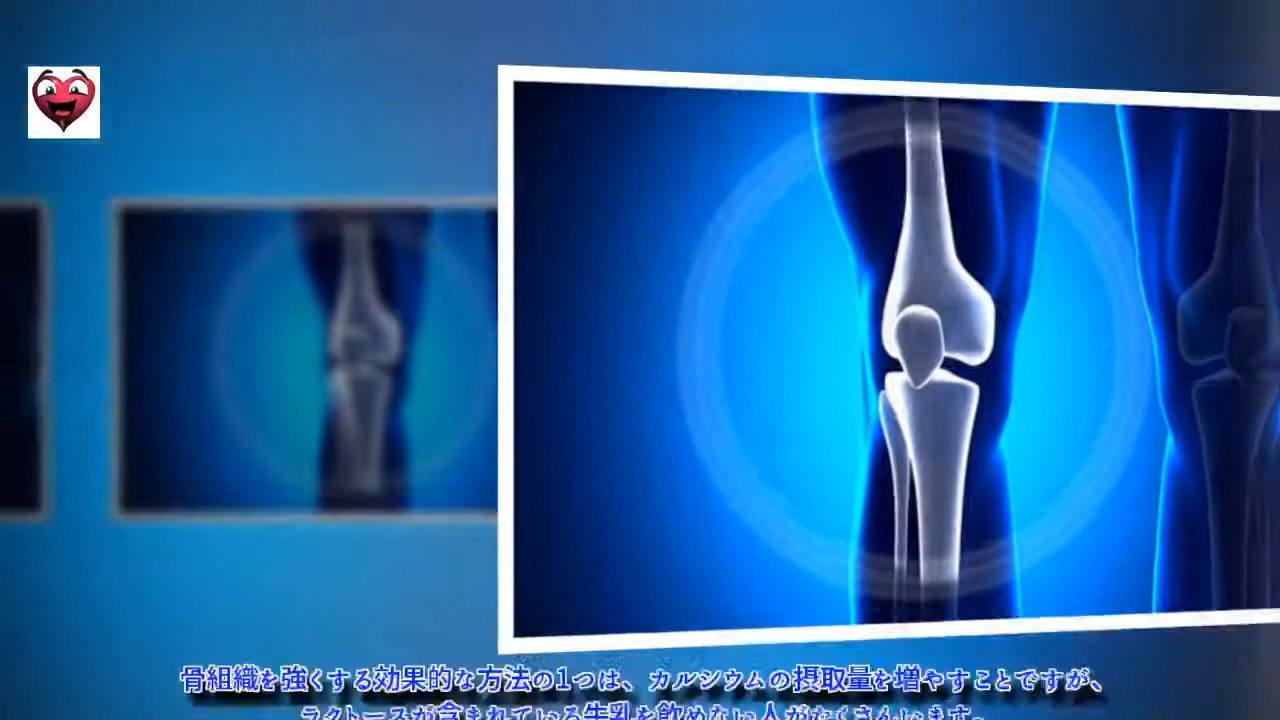 骨組織を強くする効果的な方法の1つは、カルシウムの摂取量を増やすことですが、
ラクトースが含まれている牛乳を飲めない人がたくさんいます。